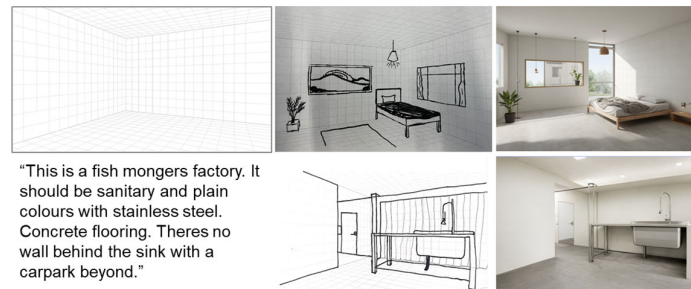 “This is a fish mongers factory. It
should be sanitary and plain
colours with stainless steel.
Concrete flooring. Theres no
wall behind the sink with a
carpark beyond.”